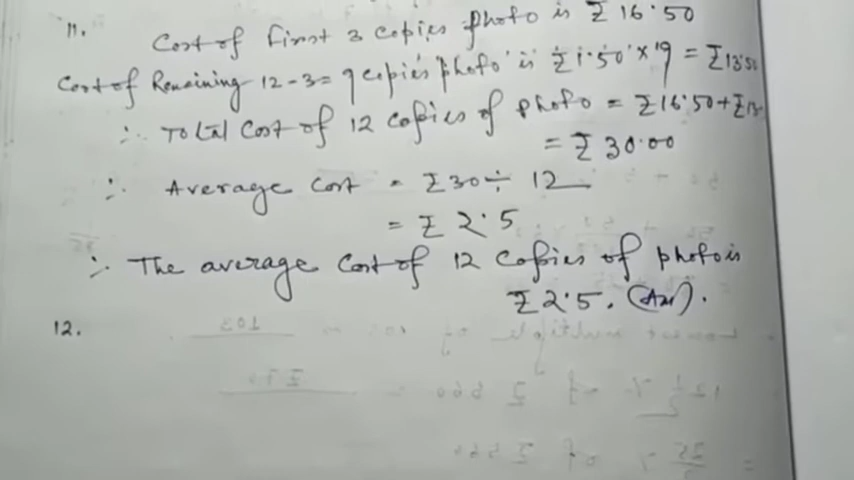 11.
Cost of first 3 copies photo is ₹ 16.50
Cost of Remaining 12-3= 9 copies photo is ₹1.50 × 9 = ₹13.50
∴ Total Cost of 12 copies of photo = ₹16.50+₹13
= ₹ 30.00
∴ Average Cost = ₹30 ÷ 12
= ₹ 2.5
∴ The average Cost of 12 Copies of photo is
₹ 2.5. (Ans).
12.